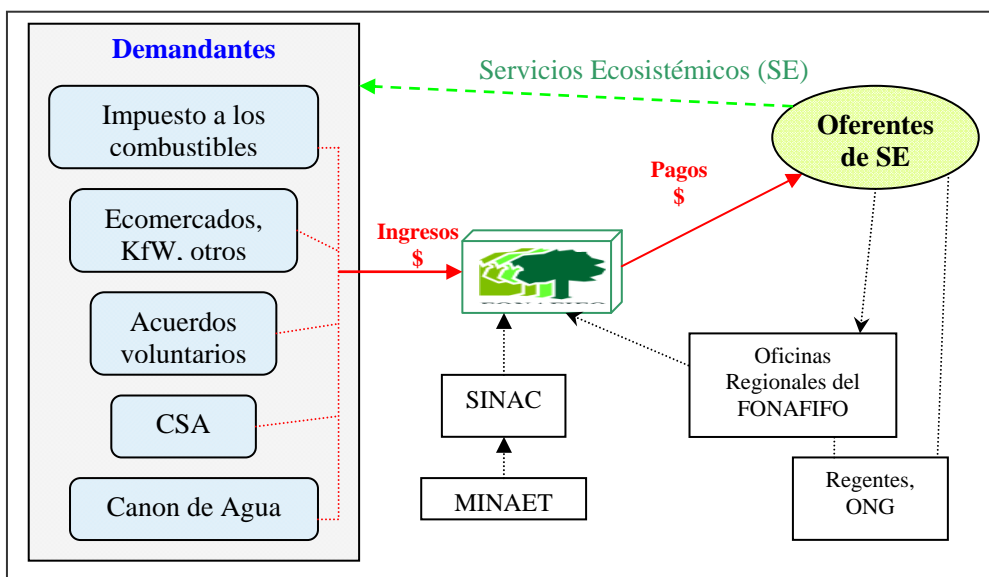 Demandantes
Impuesto a los
combustibles
Ecomercados,
KfW. otros
Acuerdos
voluntarios
CSA
Canon de Agua
Servicios Ecosistémicos (SE)
Oferentes
de SE
Pagos
$
Ingresos
$
FONAFIFO
SINAC
MINAET
Oficinas
Regionales del
FONAFIFO
Regentes,
ONG